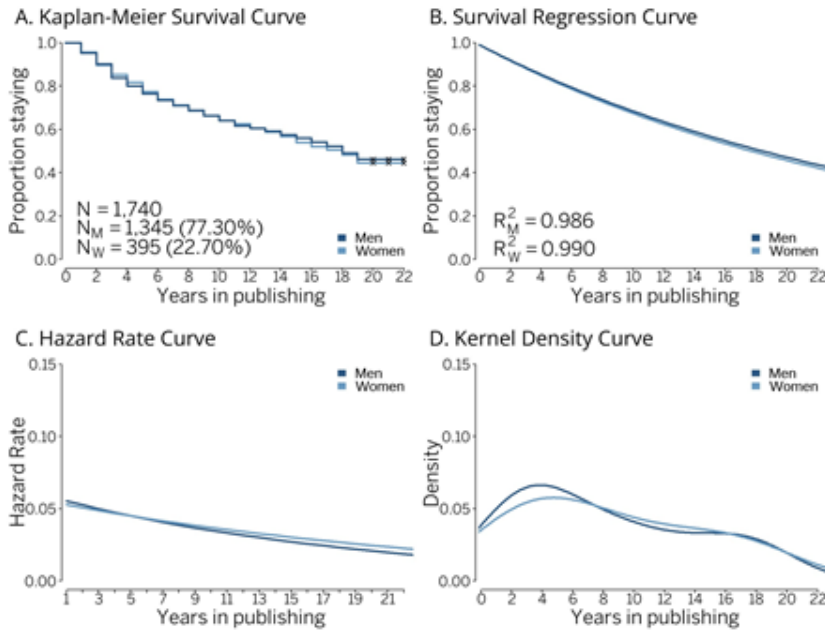 A. Kaplan-Meier Survival Curve
1.0
0.8
0.6
0.4
0.2
0.0
Proportion staying
N = 1,740
N_M = 1,345 (77.30%)
N_W = 395 (22.70%)
Men
Women
0 2 4 6 8 10 12 14 16 18 20 22
Years in publishing
B. Survival Regression Curve
1.0
0.8
0.6
0.4
0.2
0.0
Proportion staying
R²_M = 0.986
R²_W = 0.990
Men
Women
0 2 4 6 8 10 12 14 16 18 20 22
Years in publishing
C. Hazard Rate Curve
0.15
0.10
0.05
0.00
Hazard Rate
Men
Women
1 3 5 7 9 11 13 15 17 19 21
Years in publishing
D. Kernel Density Curve
0.15
0.10
0.05
0.00
Density
Men
Women
0 2 4 6 8 10 12 14 16 18 20 22
Years in publishing